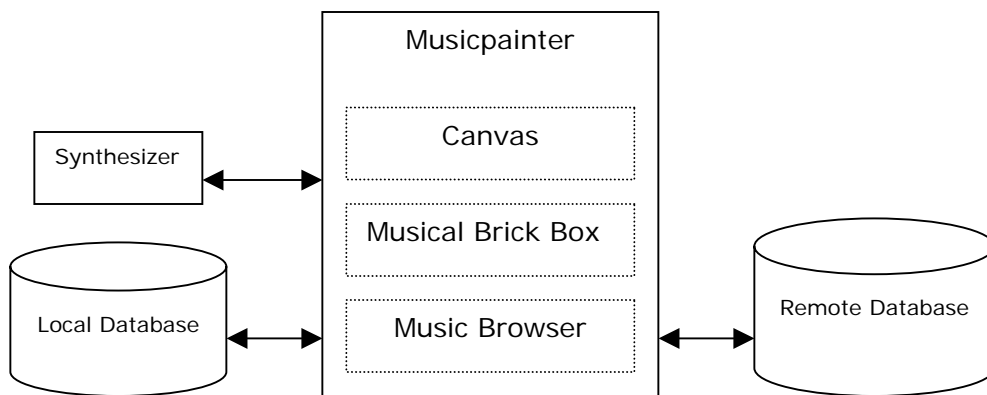 Musicpainter
Canvas
Synthesizer
Musical Brick Box
Local Database
Music Browser
Remote Database